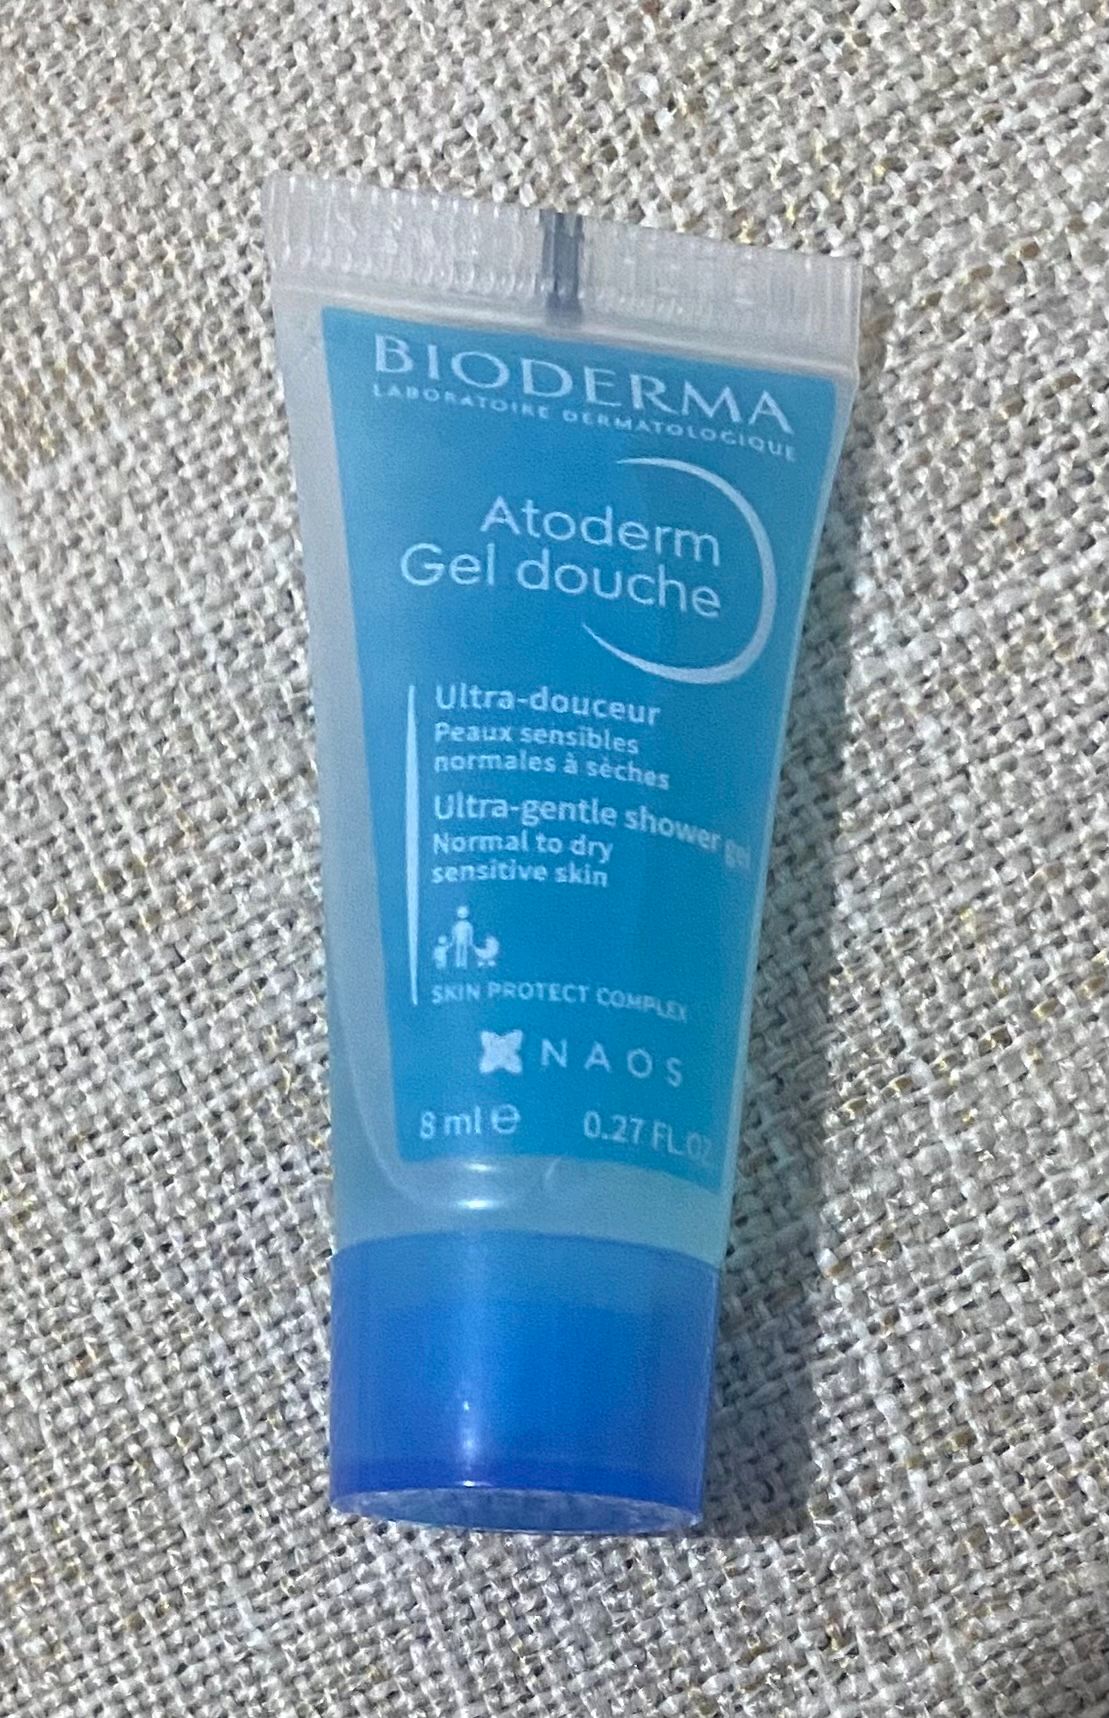 BIODERMA
LABORATOIRE DERMATOLOGIQUE
Atoderm
Gel douche
Ultra-douceur
Peaux sensibles
normales à sèches
Ultra-gentle shower gel
Normal to dry
sensitive skin
SKIN PROTECT COMPLEX
NAOS
8 ml ℮ 0.27 FL.OZ